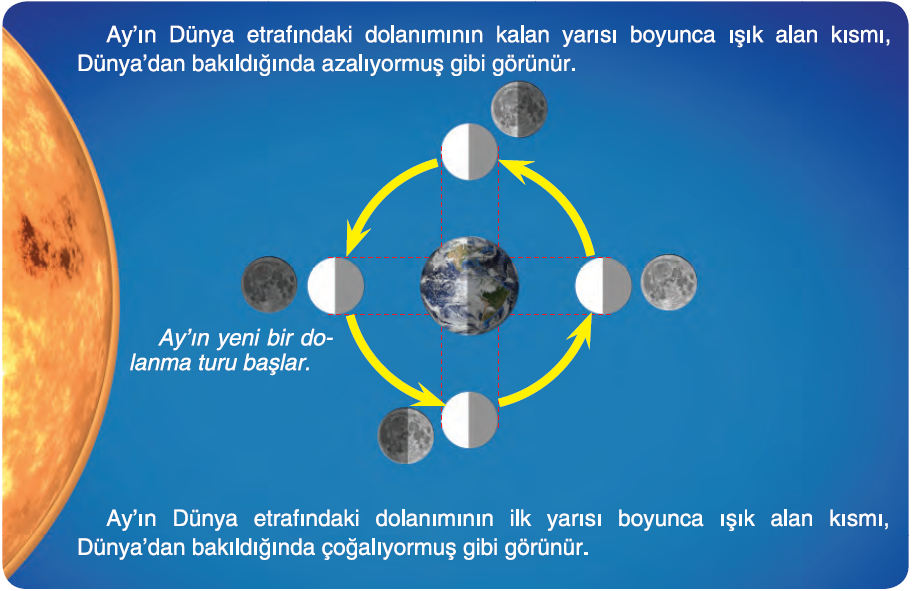 Ay’ın Dünya etrafındaki dolanımının kalan yarısı boyunca ışık alan kısmı,
Dünya’dan bakıldığında azalıyormuş gibi görünür.
Ay’ın yeni bir do-
lanma turu başlar.
Ay’ın Dünya etrafındaki dolanımının ilk yarısı boyunca ışık alan kısmı,
Dünya’dan bakıldığında çoğalıyormuş gibi görünür.